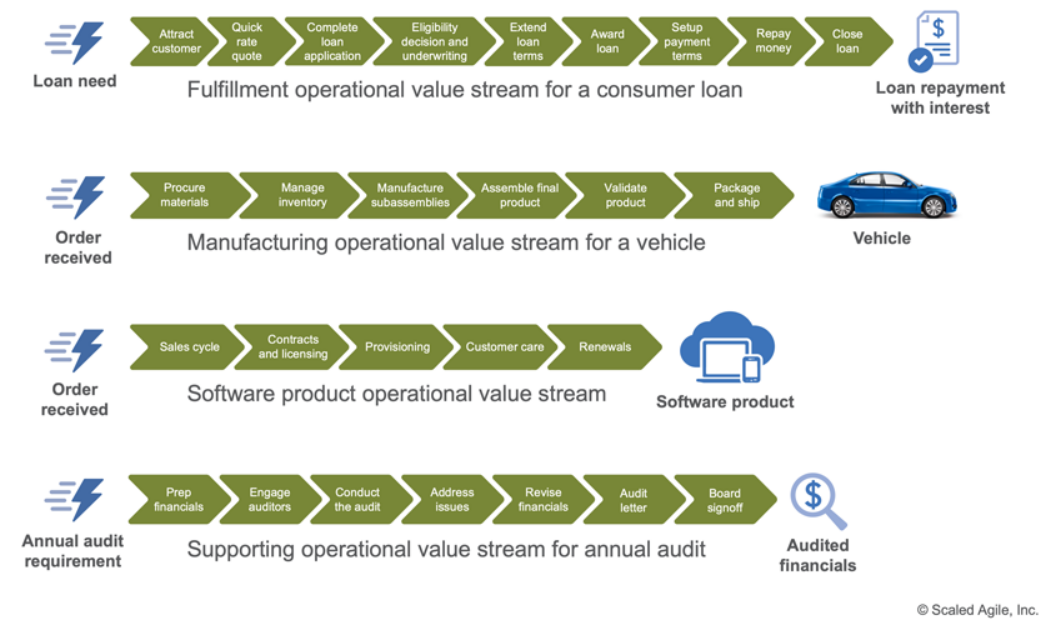 Attract
customer
Quick
rate
quote
Complete
loan
application
Eligibility
decision and
underwriting
Extend
loan
terms
Award
loan
Setup
payment
terms
Repay
money
Close
loan
$
Loan need
Fulfillment operational value stream for a consumer loan
Loan repayment
with interest
Procure
materials
Manage
inventory
Manufacture
subassemblies
Assemble final
product
Validate
product
Package
and ship
Order
received
Manufacturing operational value stream for a vehicle
Vehicle
Sales cycle
Contracts
and licensing
Provisioning
Customer care
Renewals
Order
received
Software product operational value stream
Software product
Prep
financials
Engage
auditors
Conduct
the audit
Address
issues
Revise
financials
Audit
letter
Board
signoff
$
Annual audit
requirement
Supporting operational value stream for annual audit
Audited
financials
© Scaled Agile, Inc.